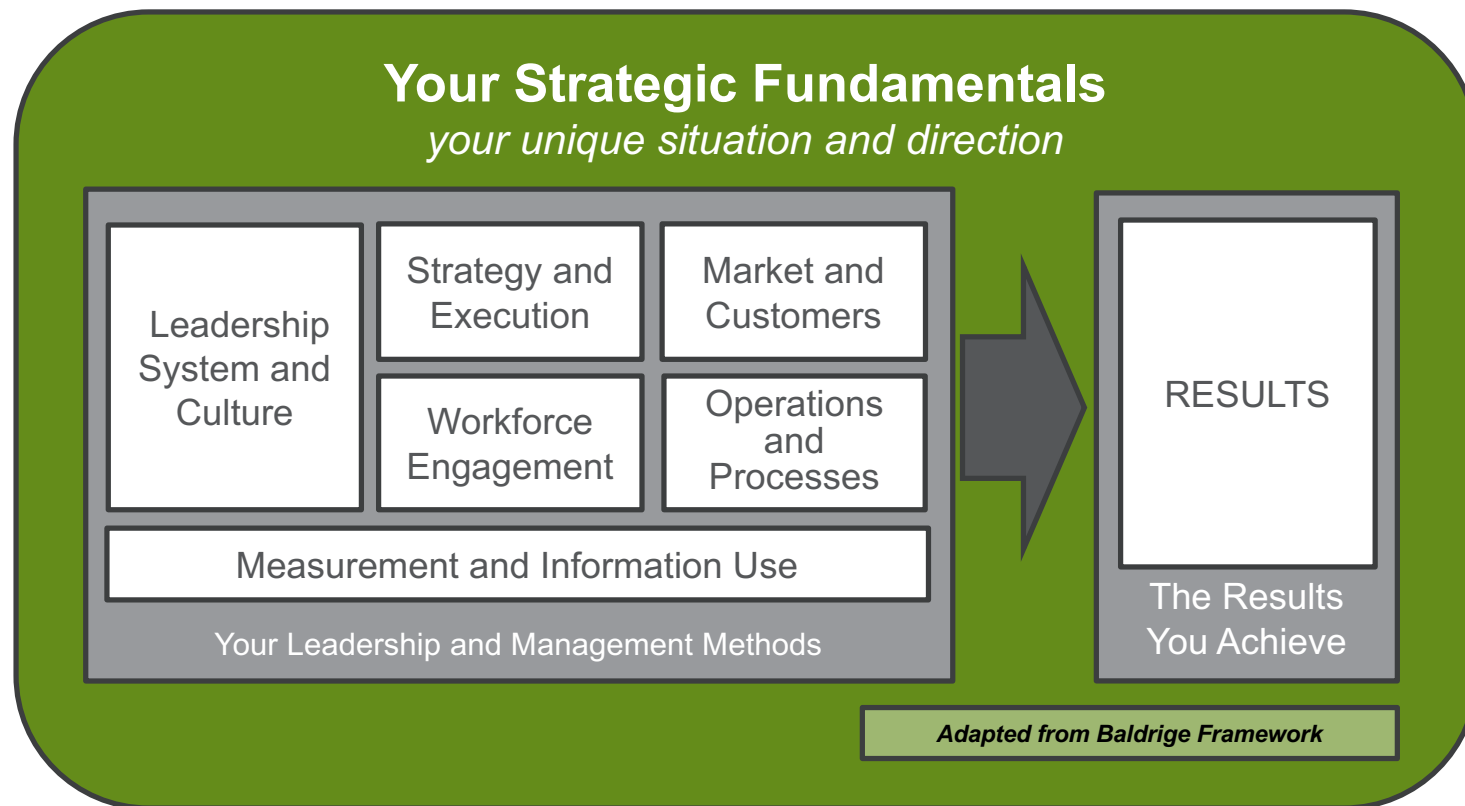 Your Strategic Fundamentals
your unique situation and direction
Leadership
System and
Culture
Strategy and
Execution
Market and
Customers
Workforce
Engagement
Operations
and
Processes
Measurement and Information Use
Your Leadership and Management Methods
RESULTS
The Results
You Achieve
Adapted from Baldrige Framework